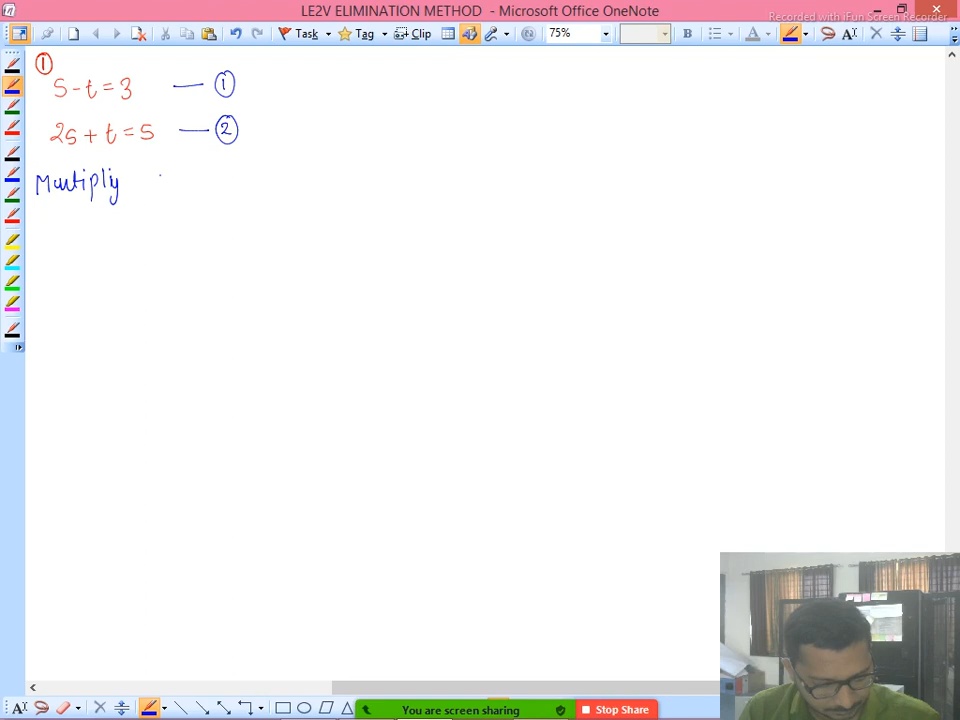 LE2V ELIMINATION METHOD - Microsoft Office OneNote
Recorded with iFun Screen Recorder
Task Tag Clip 75% B A A
①
s - t = 3 — ①
2s + t = 5 — ②
Multipliy
A
You are screen sharing Stop Share